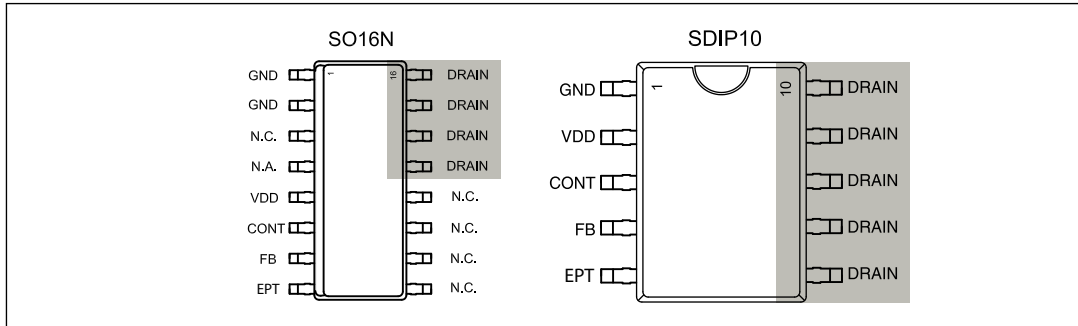 SO16N
GND 1 16 DRAIN
GND DRAIN
N.C. DRAIN
N.A. DRAIN
VDD N.C.
CONT N.C.
FB N.C.
EPT N.C.
SDIP10
GND 1 10 DRAIN
VDD DRAIN
CONT DRAIN
FB DRAIN
EPT DRAIN